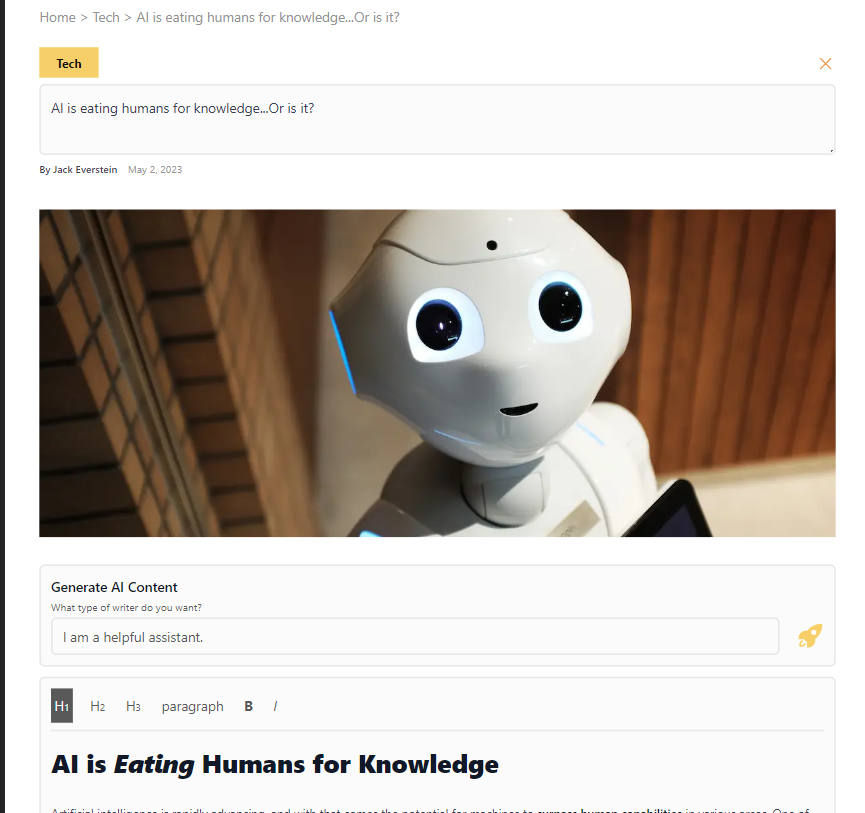 Home > Tech > AI is eating humans for knowledge...Or is it?
Tech
AI is eating humans for knowledge...Or is it?
By Jack Everstein May 2, 2023
Generate AI Content
What type of writer do you want?
I am a helpful assistant.
H1 H2 H3 paragraph B I
AI is Eating Humans for Knowledge
Artificial intelligence is rapidly advancing, and with that comes the potential for machines to surpass human capabilities in various areas. One of